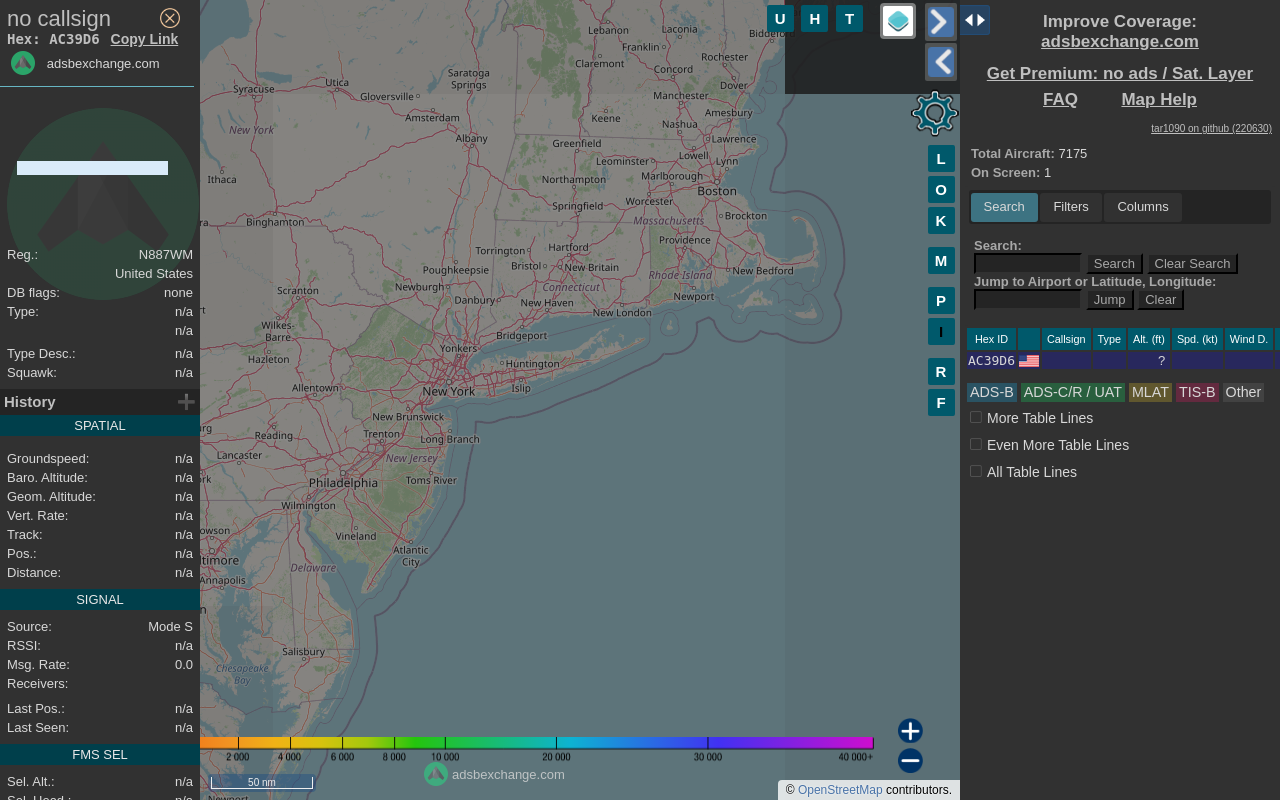 no callsign
Hex: AC39D6 Copy Link
adsbexchange.com
Reg.: N887WM
United States
DB flags: none
Type: n/a
n/a
Type Desc.: n/a
Squawk: n/a
History
SPATIAL
Groundspeed: n/a
Baro. Altitude: n/a
Geom. Altitude: n/a
Vert. Rate: n/a
Track: n/a
Pos.: n/a
Distance: n/a
SIGNAL
Source: Mode S
RSSI: n/a
Msg. Rate: 0.0
Receivers:
Last Pos.: n/a
Last Seen: n/a
FMS SEL
Sel. Alt.: n/a
Sel. Head.: n/a
U H T
L
O
K
M
P
I
R
F
Lebanon
Laconia
Franklin
Rochester
Claremont
Concord
Dover
Utica
Saratoga
Springs
Syracuse
Gloversville
Manchester
Amesbury
Amsterdam
Keene
Nashua
New York
Albany
Greenfield
Lawrence
Leominster
Lowell
Lynn
Ithaca
Northampton
Marlborough
Boston
Springfield
Worcester
Binghamton
Massachusetts
Brockton
Torrington
Hartford
Providence
Poughkeepsie
Bristol
New Britain
Rhode Island
New Bedford
Scranton
Newburgh
Connecticut
Danbury
New Haven
New London
Newport
Wilkes-
Barre
Bridgeport
Hazleton
Yonkers
Huntington
Allentown
New York
Islip
New Brunswick
Reading
Trenton
Long Branch
Lancaster
New Jersey
Philadelphia
Toms River
Wilmington
Vineland
Atlantic
City
Delaware
Annapolis
Salisbury
Chesapeake
Bay
Newport
2 000 4 000 6 000 8 000 10 000 20 000 30 000 40 000+
50 nm
adsbexchange.com
© OpenStreetMap contributors.
Improve Coverage:
adsbexchange.com
Get Premium: no ads / Sat. Layer
FAQ Map Help
tar1090 on github (220630)
Total Aircraft: 7175
On Screen: 1
Search Filters Columns
Search:
Search Clear Search
Jump to Airport or Latitude, Longitude:
Jump Clear
Hex ID Callsign Type Alt. (ft) Spd. (kt) Wind D.
AC39D6 ?
ADS-B ADS-C/R / UAT MLAT TIS-B Other
More Table Lines
Even More Table Lines
All Table Lines